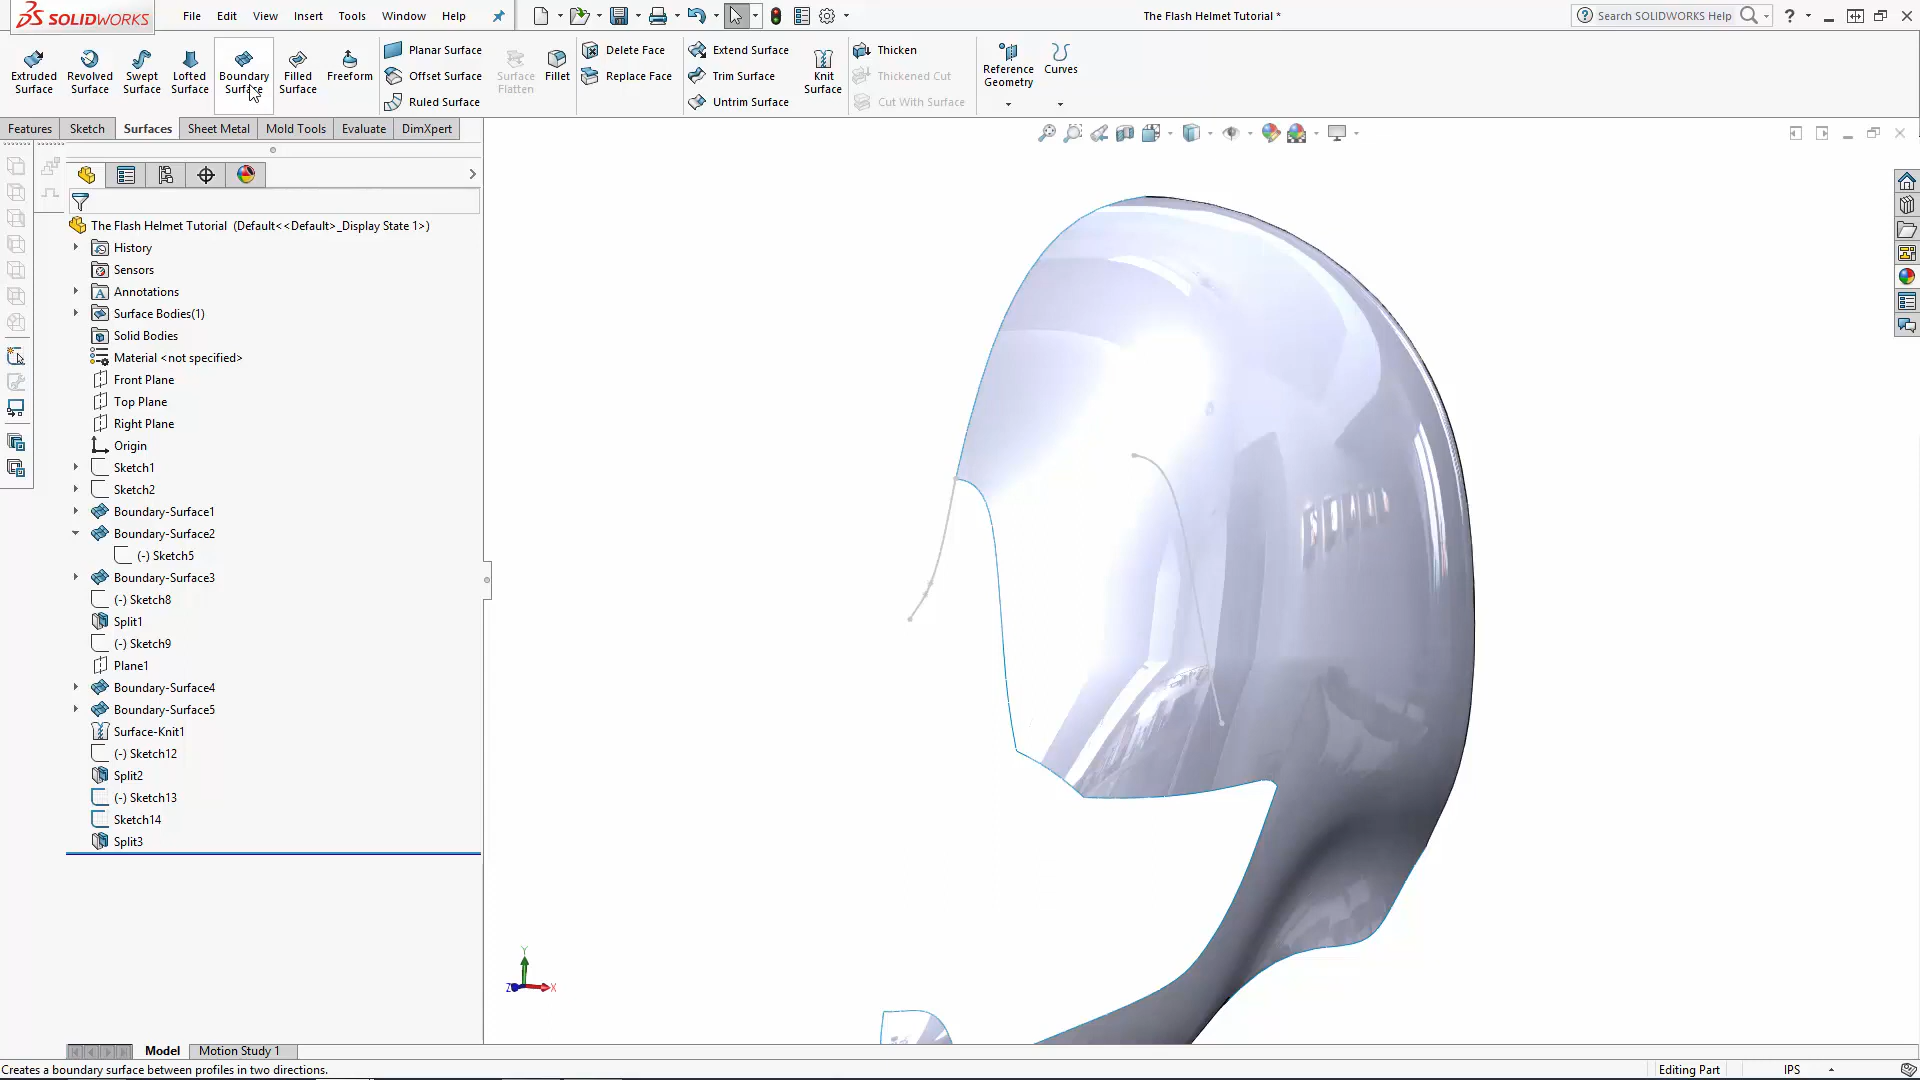 SOLIDWORKS
File Edit View Insert Tools Window Help
The Flash Helmet Tutorial *
Search SOLIDWORKS Help
Extruded Surface
Revolved Surface
Swept Surface
Lofted Surface
Boundary Surface
Filled Surface
Freeform
Planar Surface
Offset Surface
Ruled Surface
Surface Flatten
Fillet
Delete Face
Replace Face
Extend Surface
Trim Surface
Untrim Surface
Knit Surface
Thicken
Thickened Cut
Cut With Surface
Reference Geometry
Curves
Features Sketch Surfaces Sheet Metal Mold Tools Evaluate DimXpert
The Flash Helmet Tutorial (Default<<Default>_Display State 1>)
History
Sensors
Annotations
Surface Bodies(1)
Solid Bodies
Material <not specified>
Front Plane
Top Plane
Right Plane
Origin
Sketch1
Sketch2
Boundary-Surface1
Boundary-Surface2
(-) Sketch5
Boundary-Surface3
(-) Sketch8
Split1
(-) Sketch9
Plane1
Boundary-Surface4
Boundary-Surface5
Surface-Knit1
(-) Sketch12
Split2
(-) Sketch13
Sketch14
Split3
Y
Z X
Model Motion Study 1
Creates a boundary surface between profiles in two directions.
Editing Part IPS